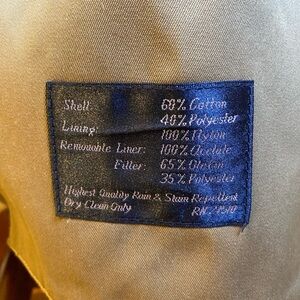 Shell: 60% Cotton
40% Polyester
Lining: 100% Nylon
Removable Liner: 100% Acetate
Filler: 65% Olefin
35% Polyester
Highest Quality Rain & Stain Repellent
Dry Clean Only RN